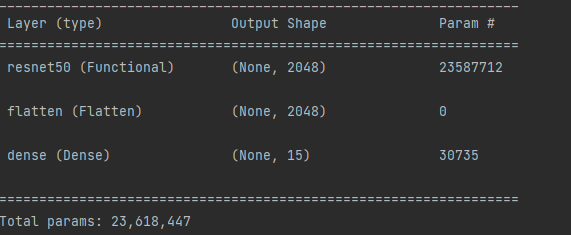 Layer (type) Output Shape Param #
=================================================================
resnet50 (Functional) (None, 2048) 23587712
flatten (Flatten) (None, 2048) 0
dense (Dense) (None, 15) 30735
=================================================================
Total params: 23,618,447